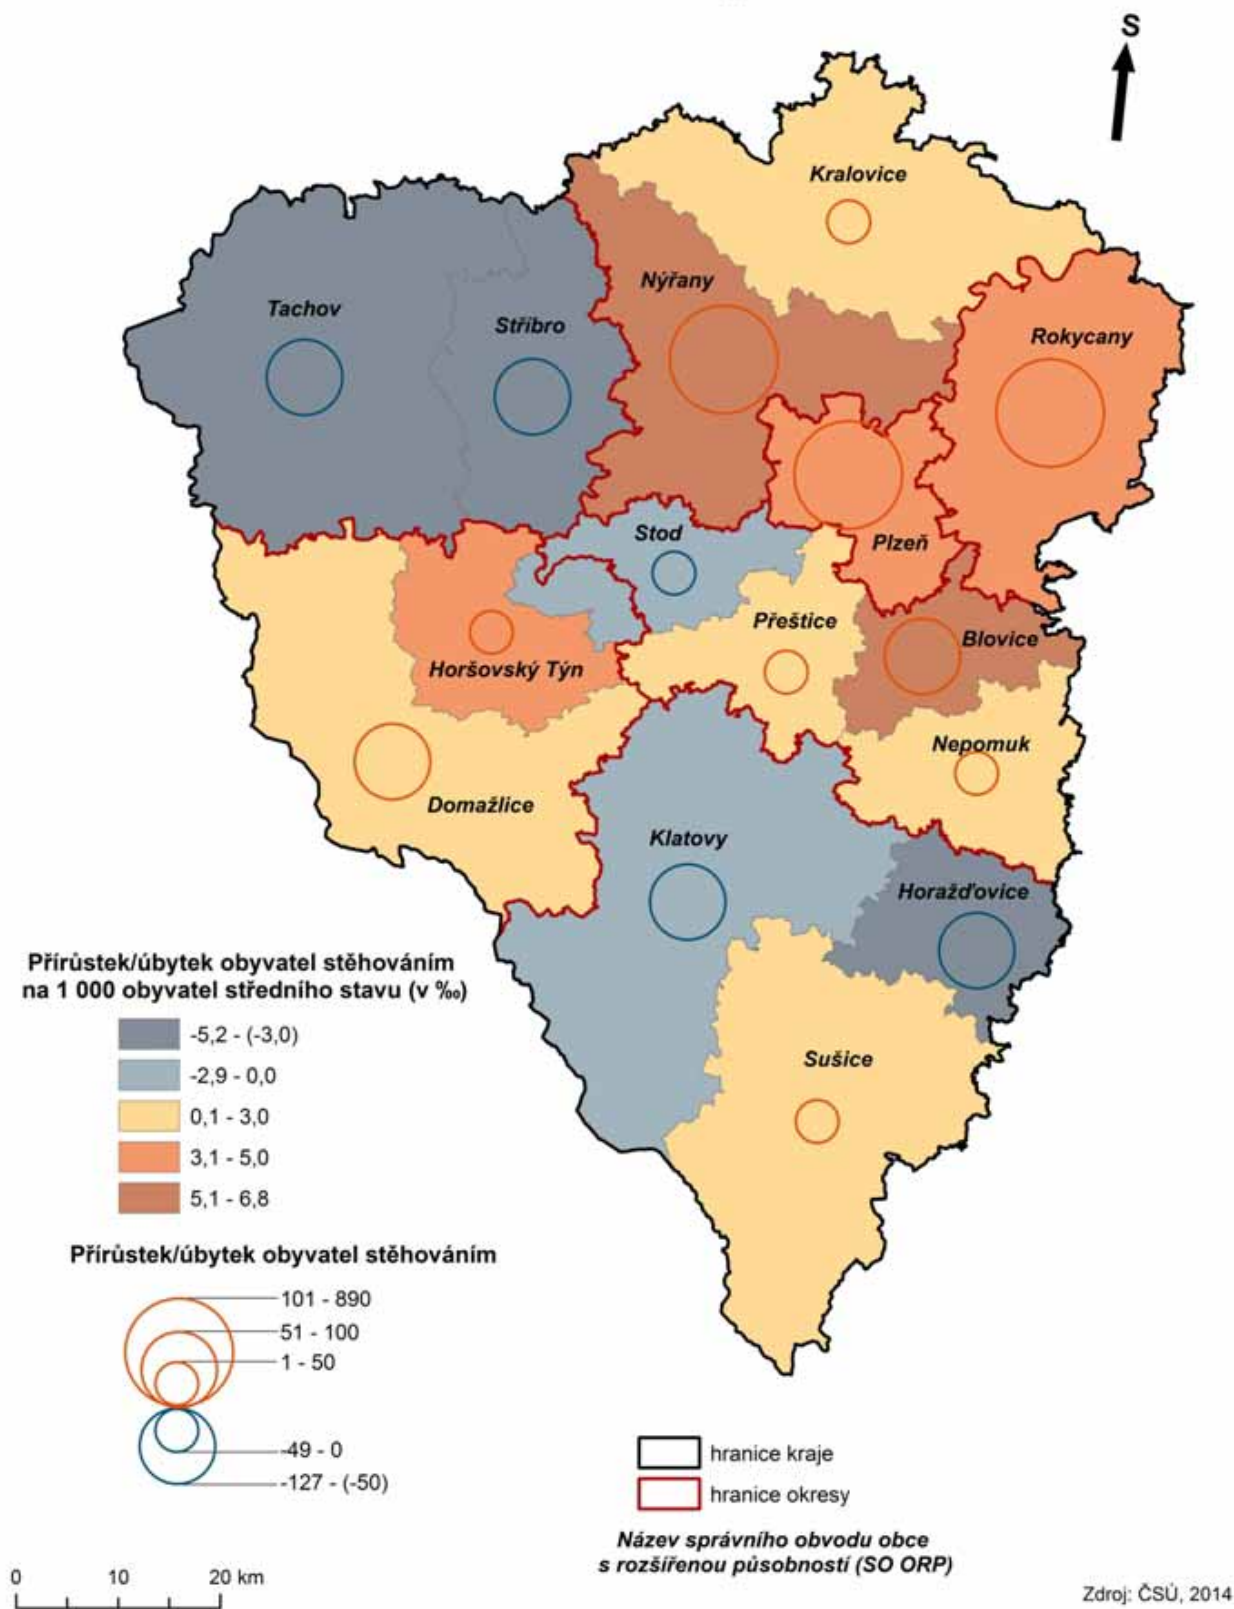 S
Kralovice
Nýřany
Tachov
Stříbro
Rokycany
Stod
Plzeň
Přeštice
Blovice
Horšovský Týn
Nepomuk
Domažlice
Klatovy
Horažďovice
Sušice
Přírůstek/úbytek obyvatel stěhováním
na 1 000 obyvatel středního stavu (v ‰)
-5,2 - (-3,0)
-2,9 - 0,0
0,1 - 3,0
3,1 - 5,0
5,1 - 6,8
Přírůstek/úbytek obyvatel stěhováním
101 - 890
51 - 100
1 - 50
-49 - 0
-127 - (-50)
hranice kraje
hranice okresy
Název správního obvodu obce
s rozšířenou působností (SO ORP)
0 10 20 km
Zdroj: ČSÚ, 2014